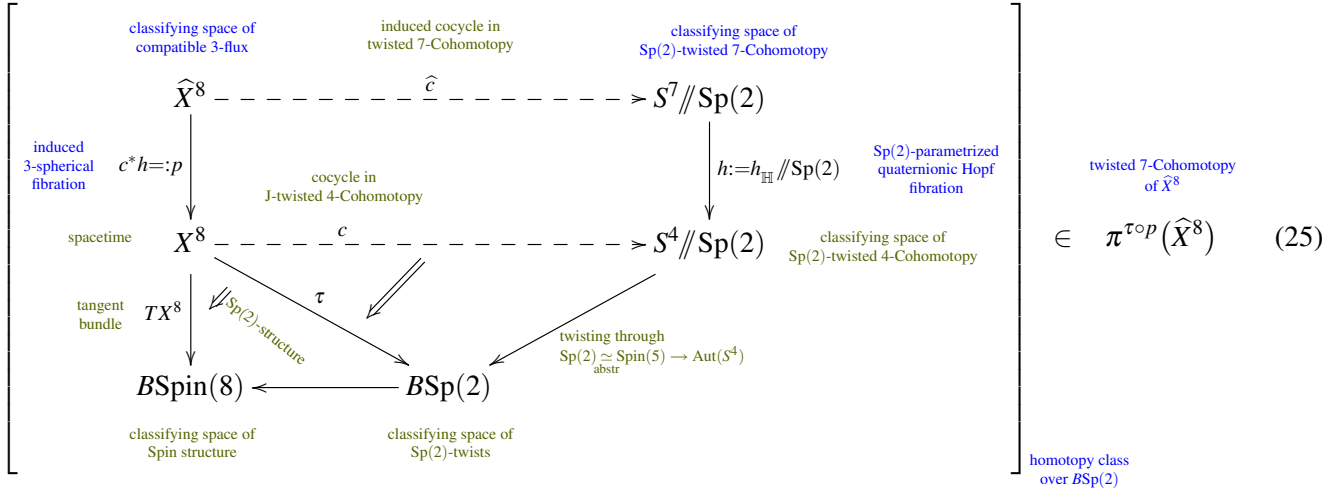 classifying space of
compatible 3-flux
induced cocycle in
twisted 7-Cohomotopy
classifying space of
Sp(2)-twisted 7-Cohomotopy
X̂⁸ ĉ S⁷⫽Sp(2)
induced
3-spherical
fibration
c*h=:p
cocycle in
J-twisted 4-Cohomotopy
h:=hℍ⫽Sp(2)
Sp(2)-parametrized
quaternionic Hopf
fibration
twisted 7-Cohomotopy
of X̂⁸
spacetime X⁸ c S⁴⫽Sp(2)
classifying space of
Sp(2)-twisted 4-Cohomotopy
∈ π^{τ∘p}(X̂⁸) (25)
tangent
bundle
TX⁸
Sp(2)-structure
τ
twisting through
Sp(2) ≃ Spin(5) → Aut(S⁴)
abstr
BSpin(8) BSp(2)
classifying space of
Spin structure
classifying space of
Sp(2)-twists
homotopy class
over BSp(2)